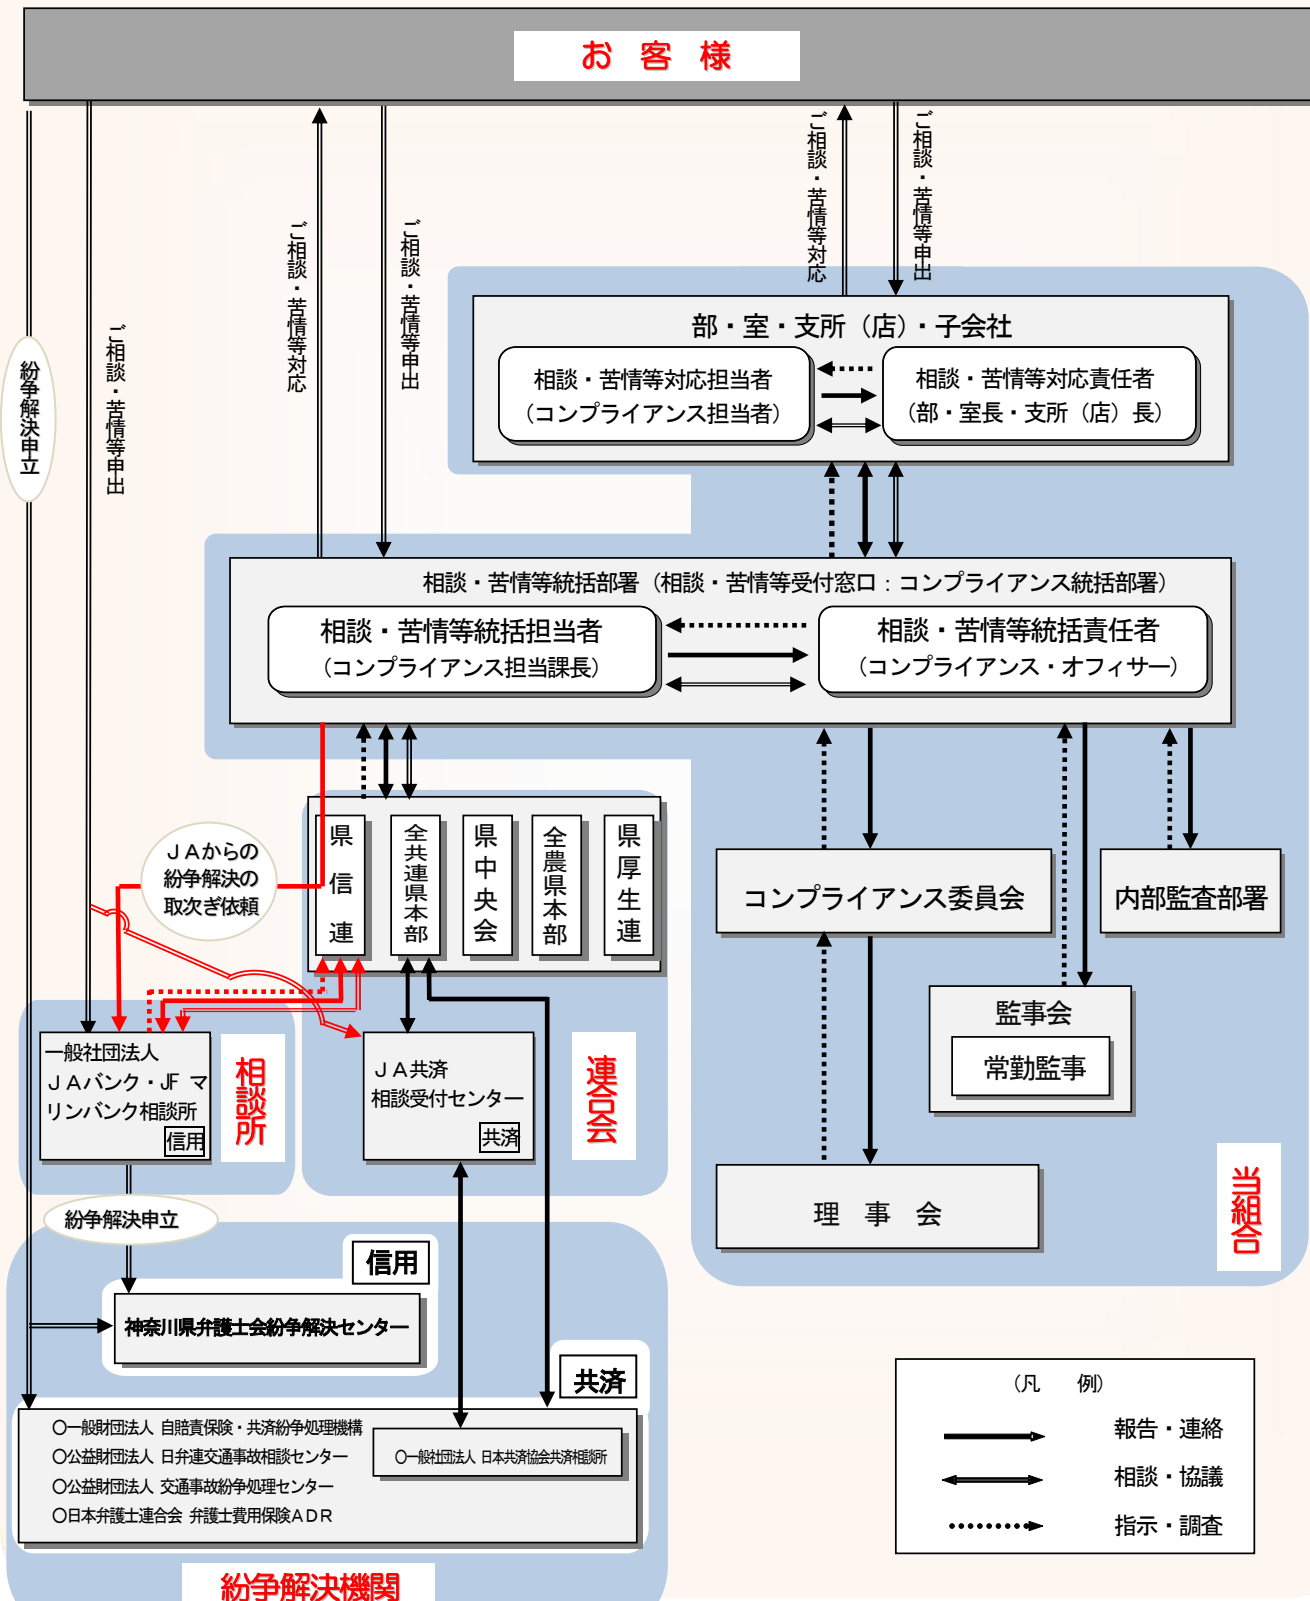 お 客 様
ご相談・苦情等対応
ご相談・苦情等申出
ご相談・苦情等対応
ご相談・苦情等申出
ご相談・苦情等申出
紛争解決申立
部・室・支所（店）・子会社
相談・苦情等対応担当者
（コンプライアンス担当者）
相談・苦情等対応責任者
（部・室長・支所（店）長）
相談・苦情等統括部署（相談・苦情等受付窓口：コンプライアンス統括部署）
相談・苦情等統括担当者
（コンプライアンス担当課長）
相談・苦情等統括責任者
（コンプライアンス・オフィサー）
ＪＡからの
紛争解決の
取次ぎ依頼
県信連
全共連県本部
県中央会
全農県本部
県厚生連
コンプライアンス委員会
内部監査部署
監事会
常勤監事
一般社団法人
ＪＡバンク・JF マ
リンバンク相談所
信用
相談所
ＪＡ共済
相談受付センター
共済
連合会
理 事 会
当組合
紛争解決申立
信用
神奈川県弁護士会紛争解決センター
共済
〇一般財団法人 自賠責保険・共済紛争処理機構
〇公益財団法人 日弁連交通事故相談センター
〇公益財団法人 交通事故紛争処理センター
〇日本弁護士連合会 弁護士費用保険ＡＤＲ
〇一般社団法人 日本共済協会共済相談所
紛争解決機関
（凡 例）
報告・連絡
相談・協議
指示・調査